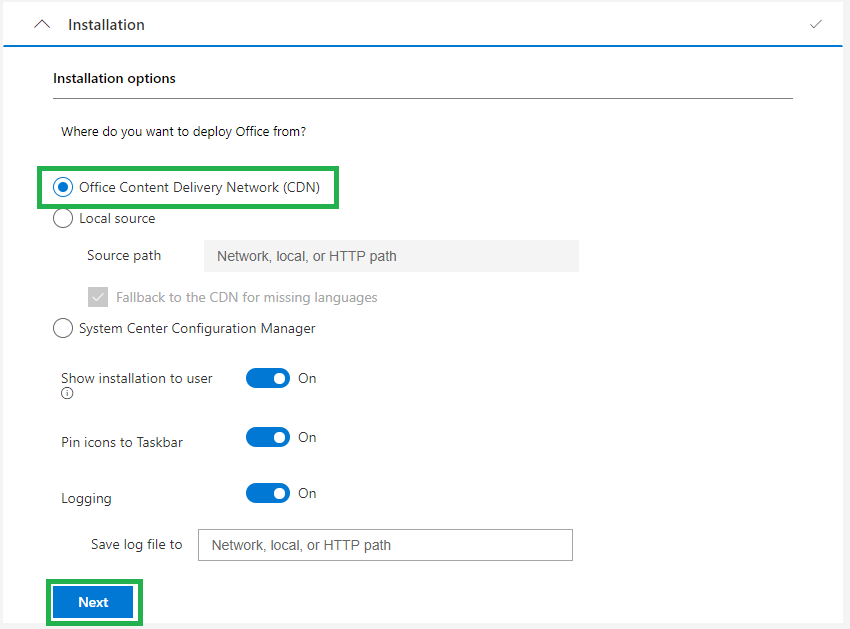 Installation
Installation options
Where do you want to deploy Office from?
Office Content Delivery Network (CDN)
Local source
Source path
Network, local, or HTTP path
Fallback to the CDN for missing languages
System Center Configuration Manager
Show installation to user
On
Pin icons to Taskbar
On
Logging
On
Save log file to
Network, local, or HTTP path
Next